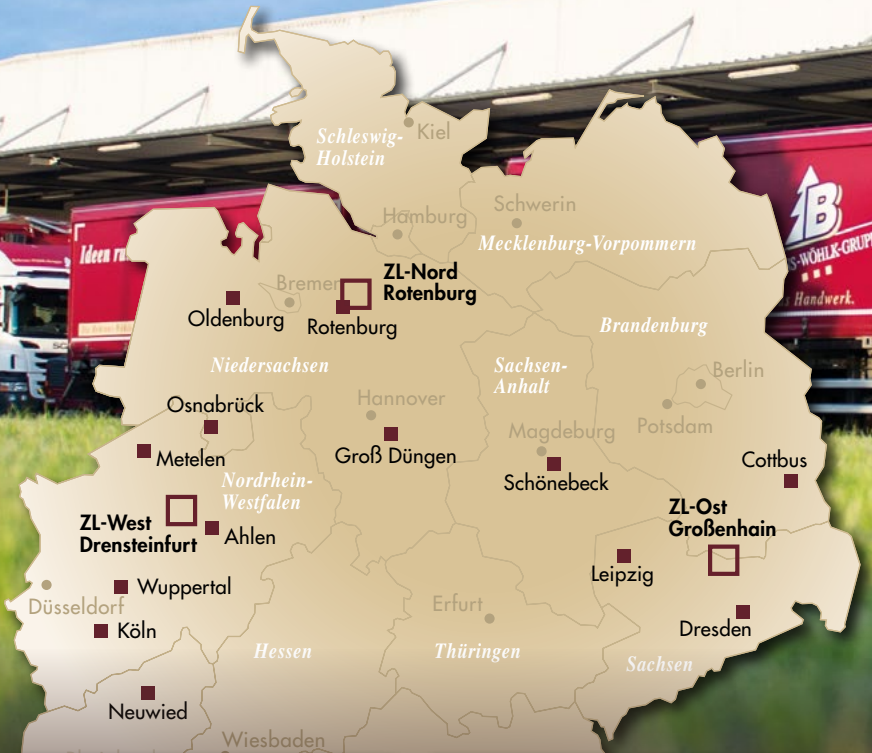 Schleswig-
Holstein
Kiel
Hamburg
Schwerin
Mecklenburg-Vorpommern
B
S-WÖHLK-GRUPP
s Handwerk.
Ideen ru
Bremen
ZL-Nord
Rotenburg
Oldenburg
Rotenburg
Brandenburg
Niedersachsen
Sachsen-
Anhalt
Berlin
Potsdam
Osnabrück
Hannover
Metelen
Groß Düngen
Magdeburg
Schönebeck
Cottbus
Nordrhein-
Westfalen
ZL-West
Drensteinfurt
Ahlen
ZL-Ost
Großenhain
Leipzig
Wuppertal
Düsseldorf
Köln
Erfurt
Dresden
Hessen
Thüringen
Sachsen
Neuwied
Wiesbaden